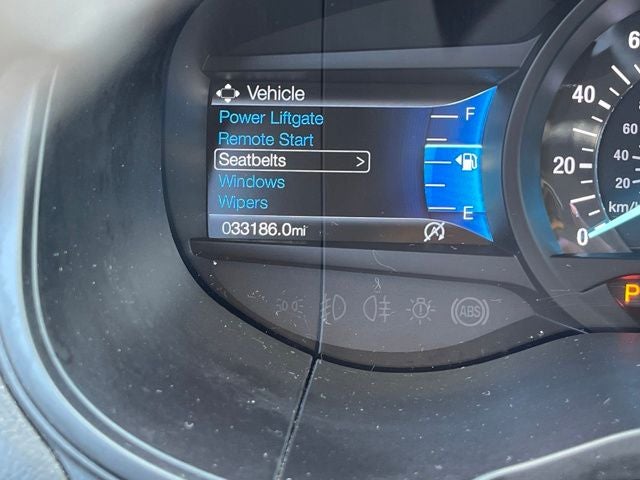 Vehicle
Power Liftgate
Remote Start
Seatbelts >
Windows
Wipers
033186.0mi
F
E
40
20
0
60
40
20
km/h
ABS
P